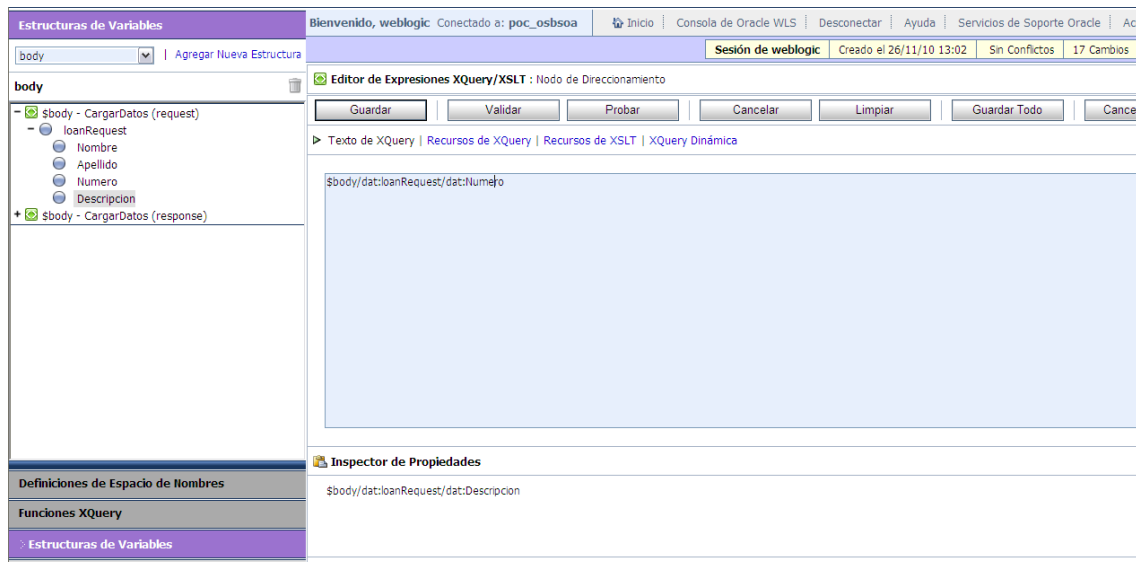 Estructuras de Variables
body
| Agregar Nueva Estructura
body
$body - CargarDatos (request)
loanRequest
Nombre
Apellido
Numero
Descripcion
$body - CargarDatos (response)
Definiciones de Espacio de Nombres
Funciones XQuery
Estructuras de Variables
Bienvenido, weblogic Conectado a: poc_osbsoa
Inicio
Consola de Oracle WLS
Desconectar
Ayuda
Servicios de Soporte Oracle
Ac
Sesión de weblogic
Creado el 26/11/10 13:02
Sin Conflictos
17 Cambios
Editor de Expresiones XQuery/XSLT : Nodo de Direccionamiento
Guardar
Validar
Probar
Cancelar
Limpiar
Guardar Todo
Cance
Texto de XQuery | Recursos de XQuery | Recursos de XSLT | XQuery Dinámica
$body/dat:loanRequest/dat:Numero
Inspector de Propiedades
$body/dat:loanRequest/dat:Descripcion